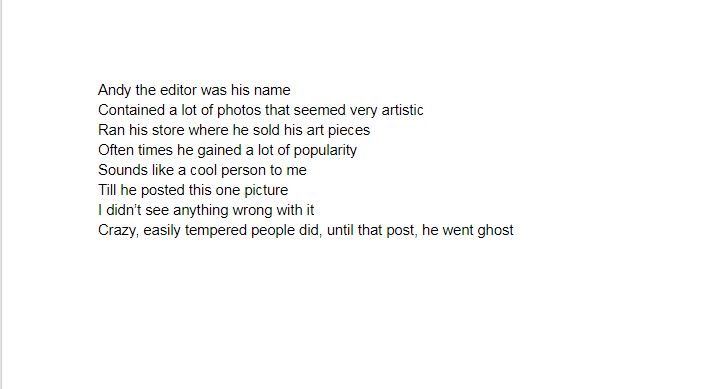 Andy the editor was his name
Contained a lot of photos that seemed very artistic
Ran his store where he sold his art pieces
Often times he gained a lot of popularity
Sounds like a cool person to me
Till he posted this one picture
I didn't see anything wrong with it
Crazy, easily tempered people did, until that post, he went ghost